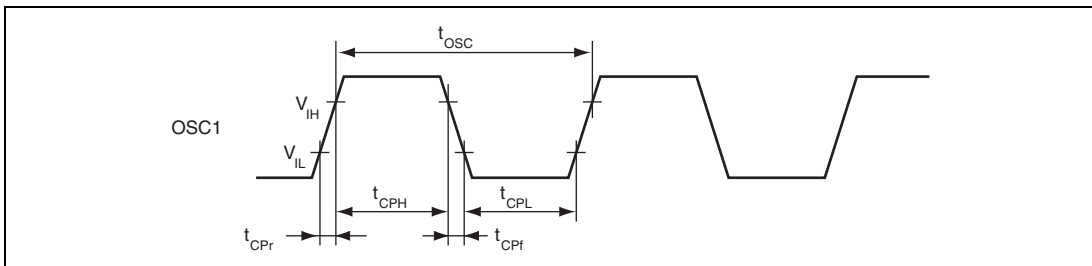 tOSC
VIH
OSC1
VIL
tCPH
tCPL
tCPr
tCPf